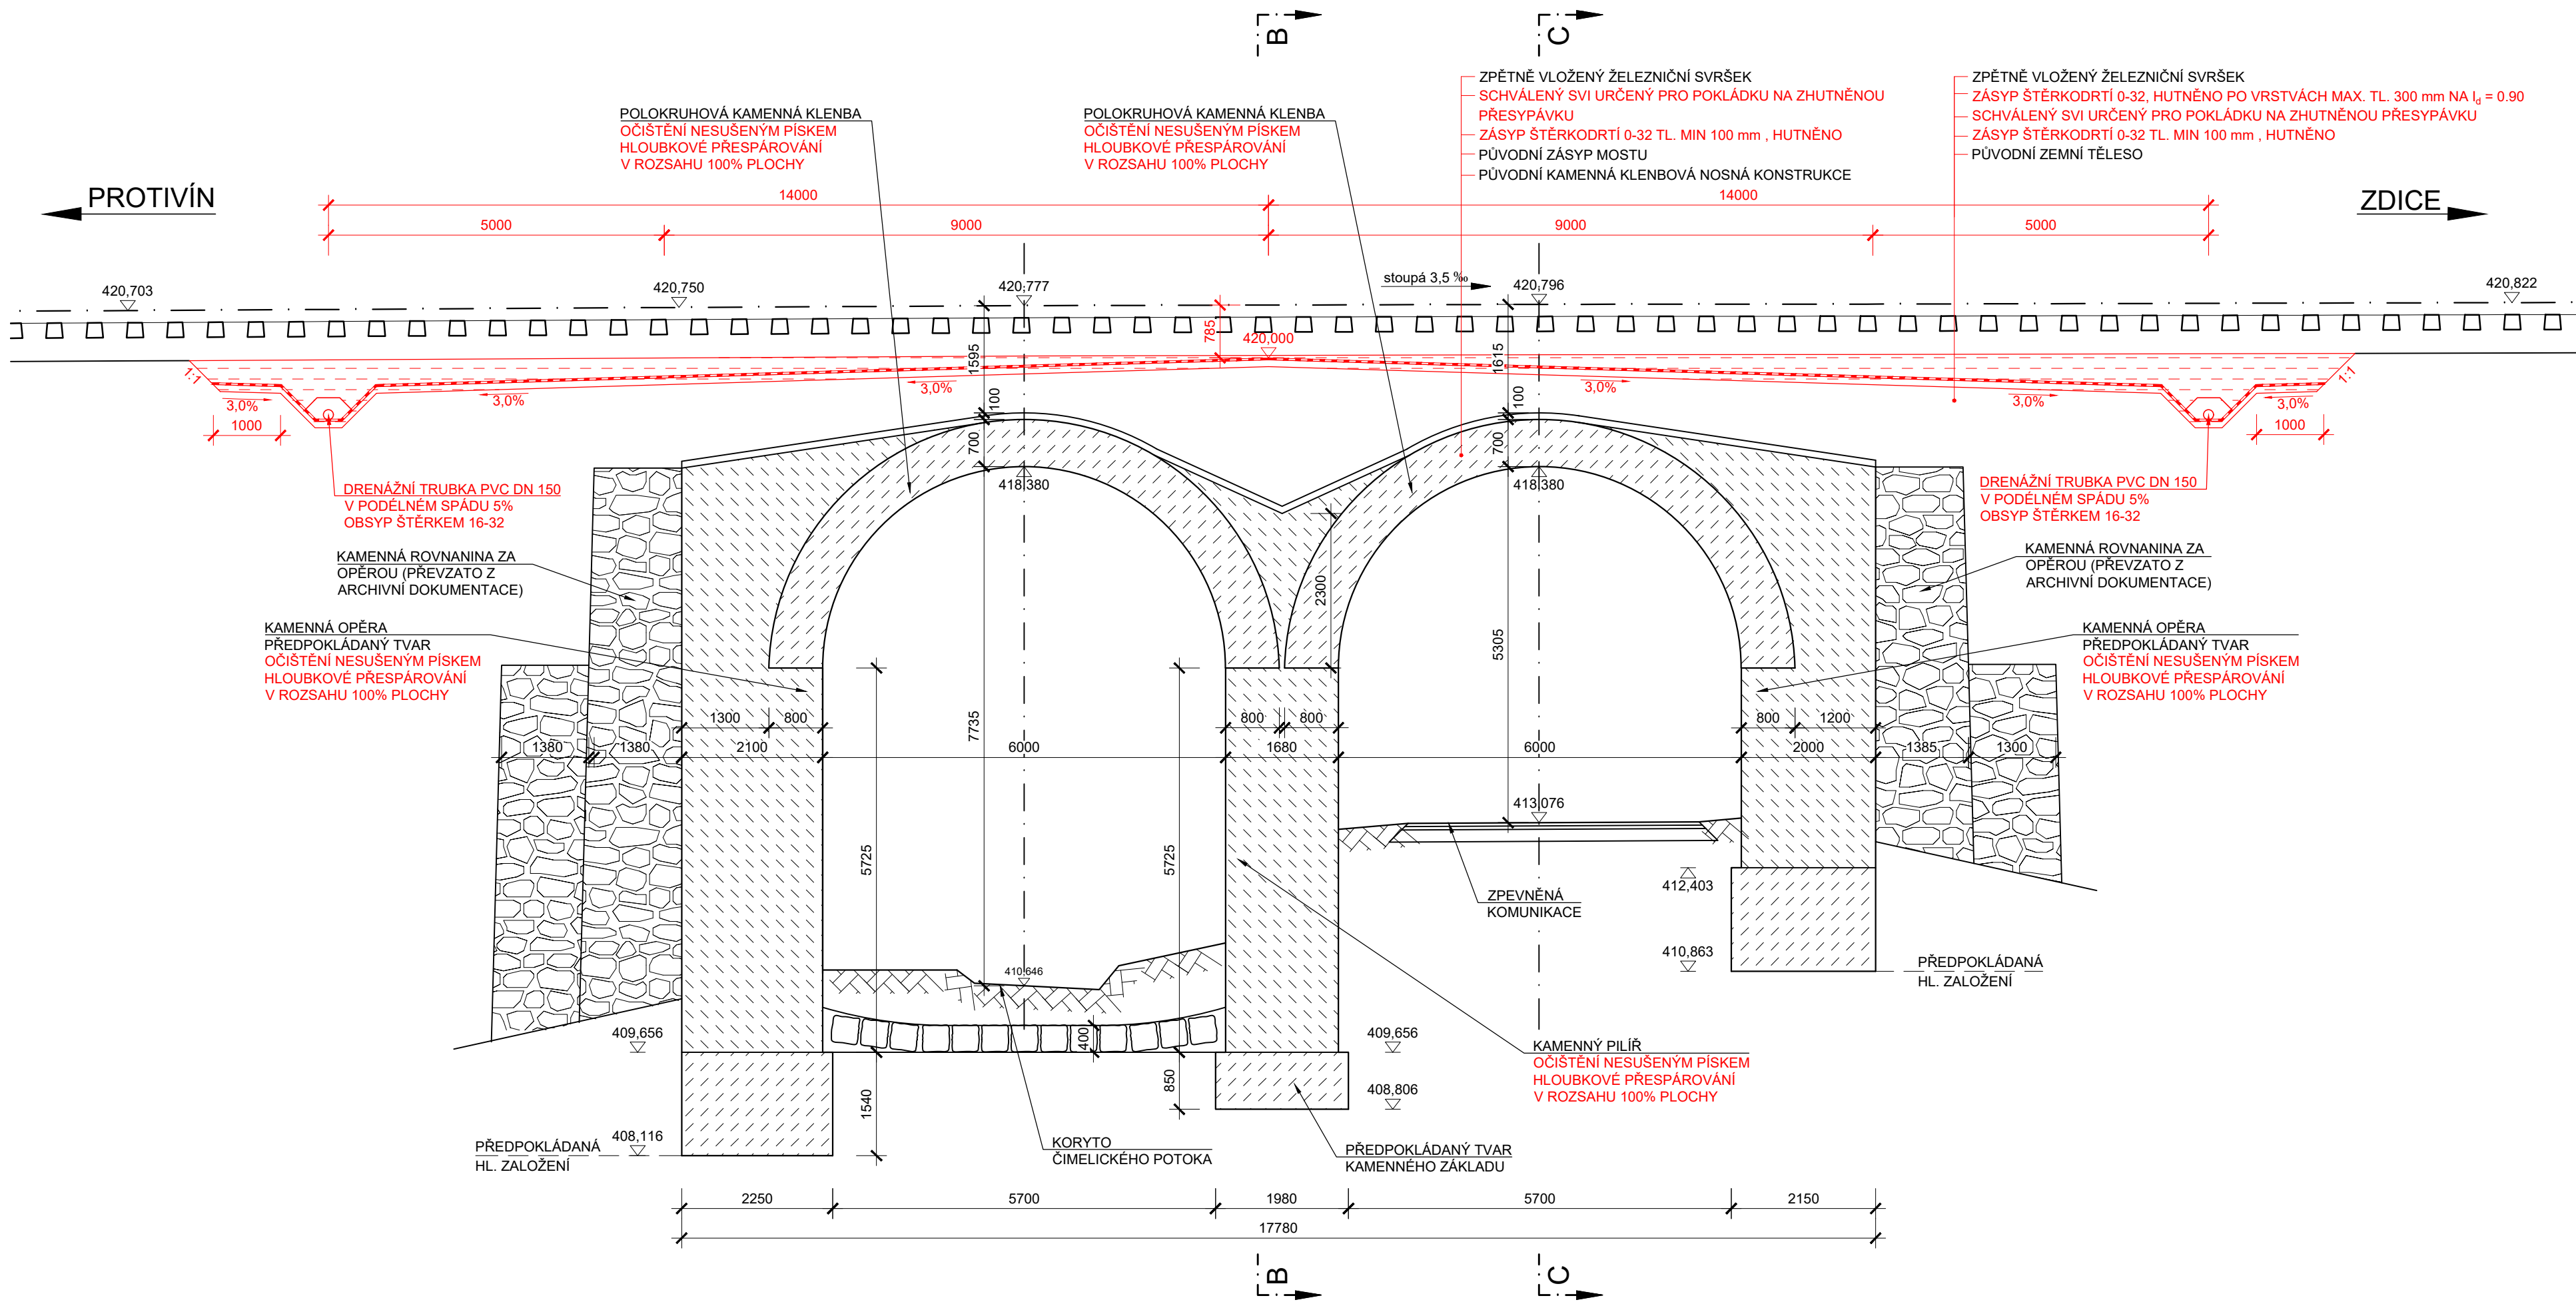 B
C
ZPĚTNĚ VLOŽENÝ ŽELEZNIČNÍ SVRŠEK
SCHVÁLENÝ SVI URČENÝ PRO POKLÁDKU NA ZHUTNĚNOU
PŘESYPÁVKU
ZÁSYP ŠTĚRKODRTÍ 0-32 TL. MIN 100 mm , HUTNĚNO
PŮVODNÍ ZÁSYP MOSTU
PŮVODNÍ KAMENNÁ KLENBOVÁ NOSNÁ KONSTRUKCE
ZPĚTNĚ VLOŽENÝ ŽELEZNIČNÍ SVRŠEK
ZÁSYP ŠTĚRKODRTÍ 0-32, HUTNĚNO PO VRSTVÁCH MAX. TL. 300 mm NA Id = 0.90
SCHVÁLENÝ SVI URČENÝ PRO POKLÁDKU NA ZHUTNĚNOU PŘESYPÁVKU
ZÁSYP ŠTĚRKODRTÍ 0-32 TL. MIN 100 mm , HUTNĚNO
PŮVODNÍ ZEMNÍ TĚLESO
POLOKRUHOVÁ KAMENNÁ KLENBA
OČIŠTĚNÍ NESUŠENÝM PÍSKEM
HLOUBKOVÉ PŘESPÁROVÁNÍ
V ROZSAHU 100% PLOCHY
POLOKRUHOVÁ KAMENNÁ KLENBA
OČIŠTĚNÍ NESUŠENÝM PÍSKEM
HLOUBKOVÉ PŘESPÁROVÁNÍ
V ROZSAHU 100% PLOCHY
PROTIVÍN
ZDICE
14000
14000
5000
9000
9000
5000
420,703
420,750
420,777
stoupá 3,5 ‰
420,796
420,822
785
420,000
1595
1615
1:1
3,0%
3,0%
3,0%
3,0%
3,0%
3,0%
1:1
1000
1000
100
700
100
700
418,380
418,380
DRENÁŽNÍ TRUBKA PVC DN 150
V PODÉLNÉM SPÁDU 5%
OBSYP ŠTĚRKEM 16-32
DRENÁŽNÍ TRUBKA PVC DN 150
V PODÉLNÉM SPÁDU 5%
OBSYP ŠTĚRKEM 16-32
KAMENNÁ ROVNANINA ZA
OPĚROU (PŘEVZATO Z
ARCHIVNÍ DOKUMENTACE)
KAMENNÁ ROVNANINA ZA
OPĚROU (PŘEVZATO Z
ARCHIVNÍ DOKUMENTACE)
KAMENNÁ OPĚRA
PŘEDPOKLÁDANÝ TVAR
OČIŠTĚNÍ NESUŠENÝM PÍSKEM
HLOUBKOVÉ PŘESPÁROVÁNÍ
V ROZSAHU 100% PLOCHY
KAMENNÁ OPĚRA
PŘEDPOKLÁDANÝ TVAR
OČIŠTĚNÍ NESUŠENÝM PÍSKEM
HLOUBKOVÉ PŘESPÁROVÁNÍ
V ROZSAHU 100% PLOCHY
2300
5305
7735
1300
800
800
800
800
1200
1380
1380
2100
6000
1680
6000
2000
1385
1300
413,076
5725
5725
ZPEVNĚNÁ
KOMUNIKACE
412,403
410,863
PŘEDPOKLÁDANÁ
HL. ZALOŽENÍ
410,646
400
409,656
409,656
KAMENNÝ PILÍŘ
OČIŠTĚNÍ NESUŠENÝM PÍSKEM
HLOUBKOVÉ PŘESPÁROVÁNÍ
V ROZSAHU 100% PLOCHY
850
408,806
1540
408,116
PŘEDPOKLÁDANÁ
HL. ZALOŽENÍ
KORYTO
ČIMELICKÉHO POTOKA
PŘEDPOKLÁDANÝ TVAR
KAMENNÉHO ZÁKLADU
2250
5700
1980
5700
2150
17780
B
C